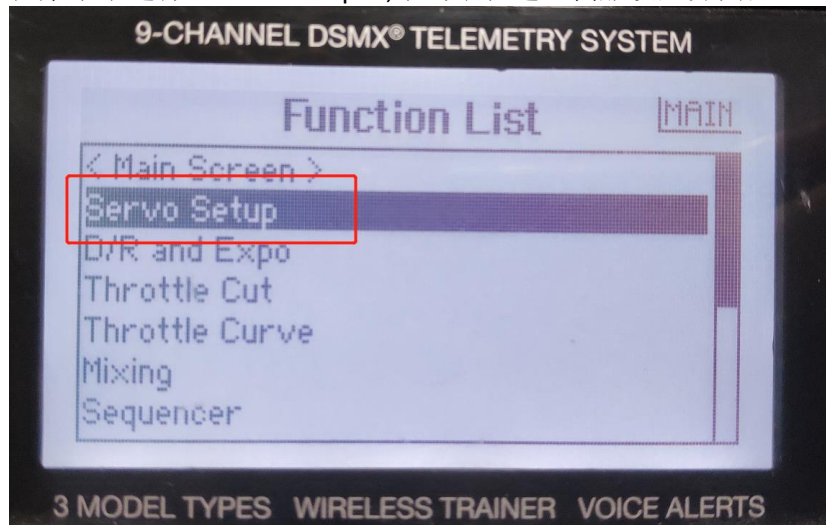 9-CHANNEL DSMX® TELEMETRY SYSTEM
Function List
MAIN
< Main Screen >
Servo Setup
D/R and Expo
Throttle Cut
Throttle Curve
Mixing
Sequencer
3 MODEL TYPES WIRELESS TRAINER VOICE ALERTS